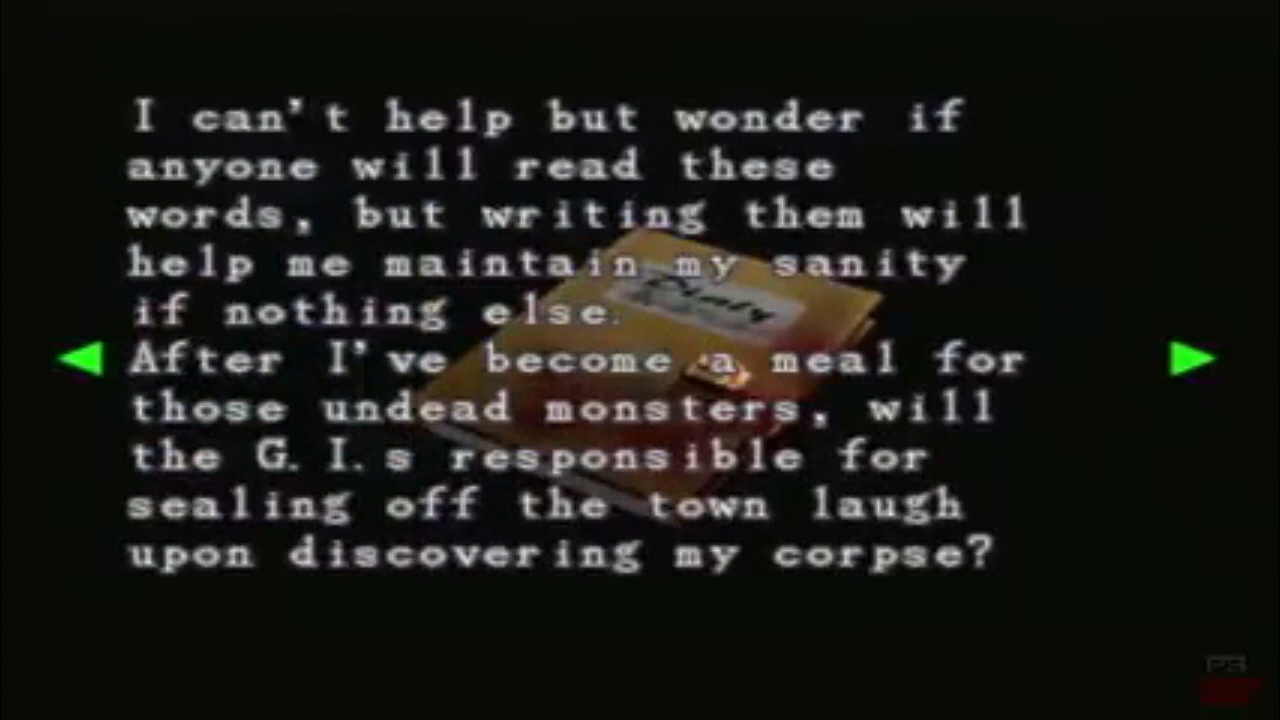 I can't help but wonder if
anyone will read these
words, but writing them will
help me maintain my sanity
if nothing else.
After I've become a meal for
those undead monsters, will
the G.I.s responsible for
sealing off the town laugh
upon discovering my corpse?
Diary
PB